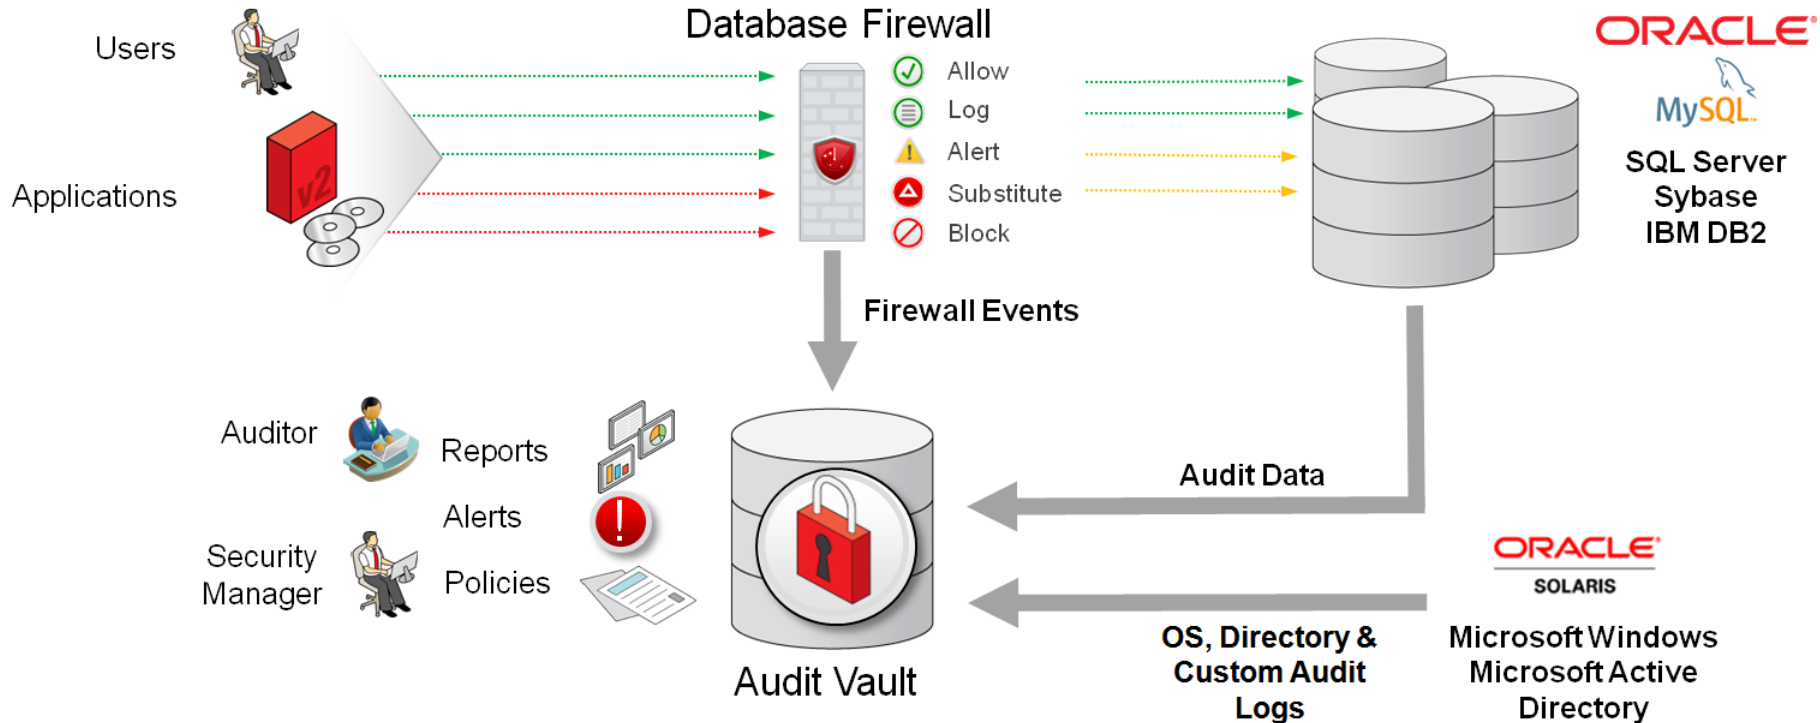 Database Firewall
Users
Applications
v2
Allow
Log
Alert
Substitute
Block
ORACLE®
MySQL™
SQL Server
Sybase
IBM DB2
Firewall Events
Auditor
Reports
Alerts
Security
Manager
Policies
Audit Vault
Audit Data
ORACLE®
SOLARIS
OS, Directory &
Custom Audit
Logs
Microsoft Windows
Microsoft Active
Directory